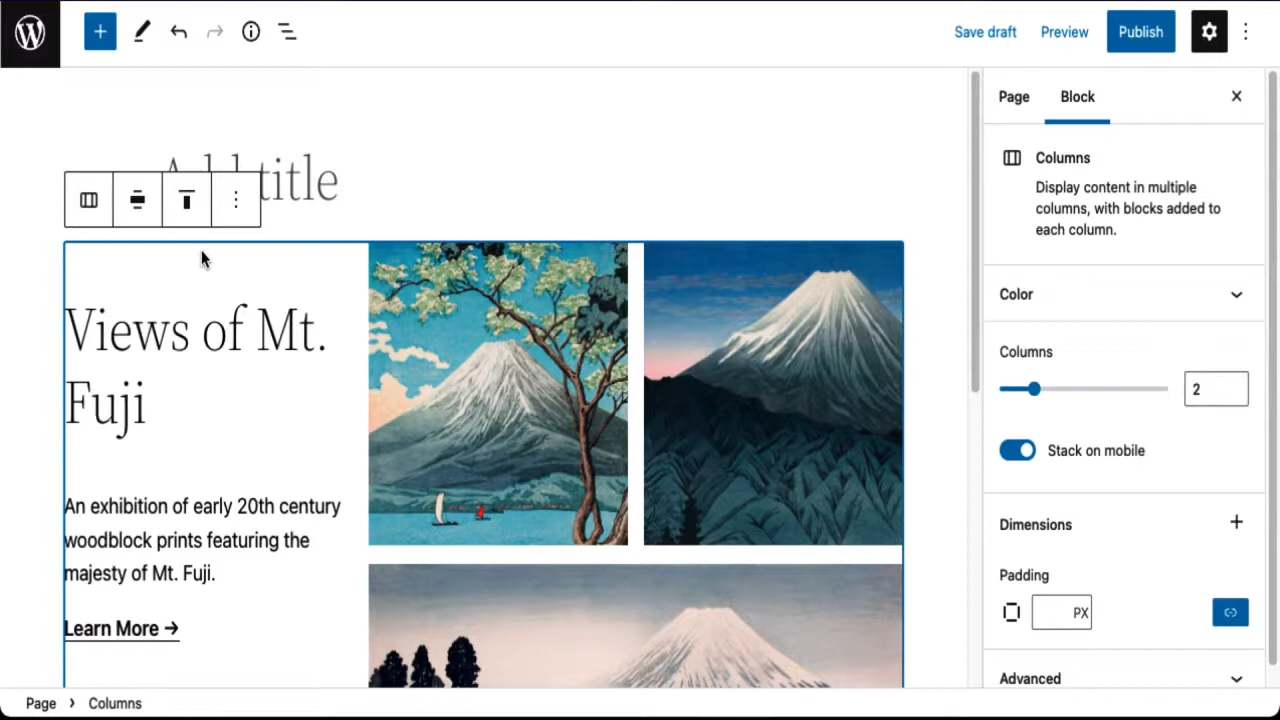 Save draft
Preview
Publish
Add title
Views of Mt.
Fuji
An exhibition of early 20th century
woodblock prints featuring the
majesty of Mt. Fuji.
Learn More →
Page
Block
Columns
Display content in multiple
columns, with blocks added to
each column.
Color
Columns
2
Stack on mobile
Dimensions
Padding
PX
Advanced
Page > Columns